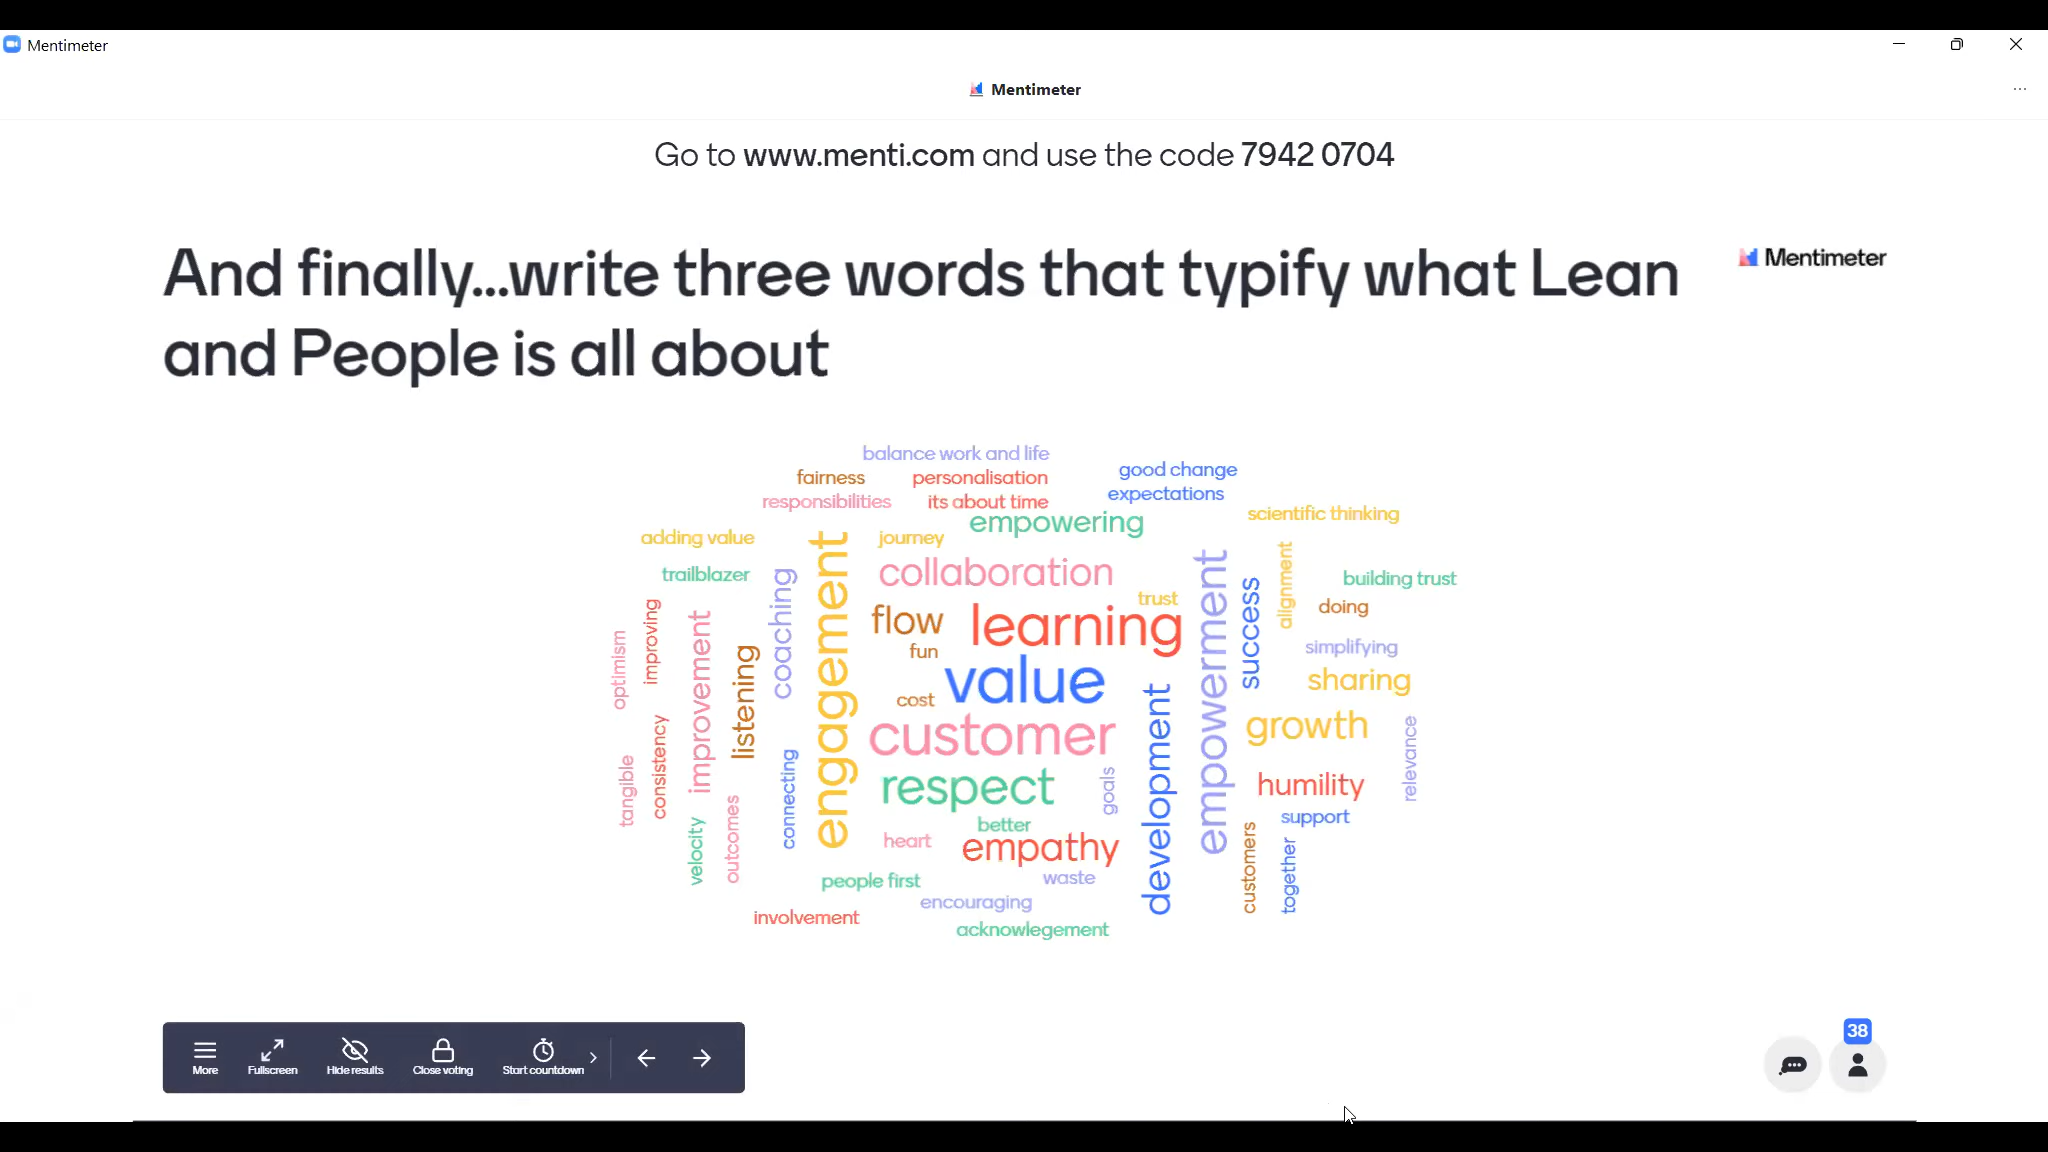 Mentimeter
Mentimeter
Go to www.menti.com and use the code 7942 0704
And finally...write three words that typify what Lean
and People is all about
Mentimeter
balance work and life
good change
fairness
personalisation
expectations
responsibilities
its about time
scientific thinking
empowering
adding value
journey
trailblazer
collaboration
building trust
alignment
coaching
engagement
empowerment
success
trust
doing
flow
learning
improving
optimism
improvement
listening
fun
simplifying
value
sharing
cost
customer
development
growth
relevance
consistency
tangible
connecting
respect
goals
humility
support
velocity
outcomes
better
heart
empathy
customers
together
people first
waste
encouraging
involvement
acknowlegement
38
More
Fullscreen
Hide results
Close voting
Start countdown